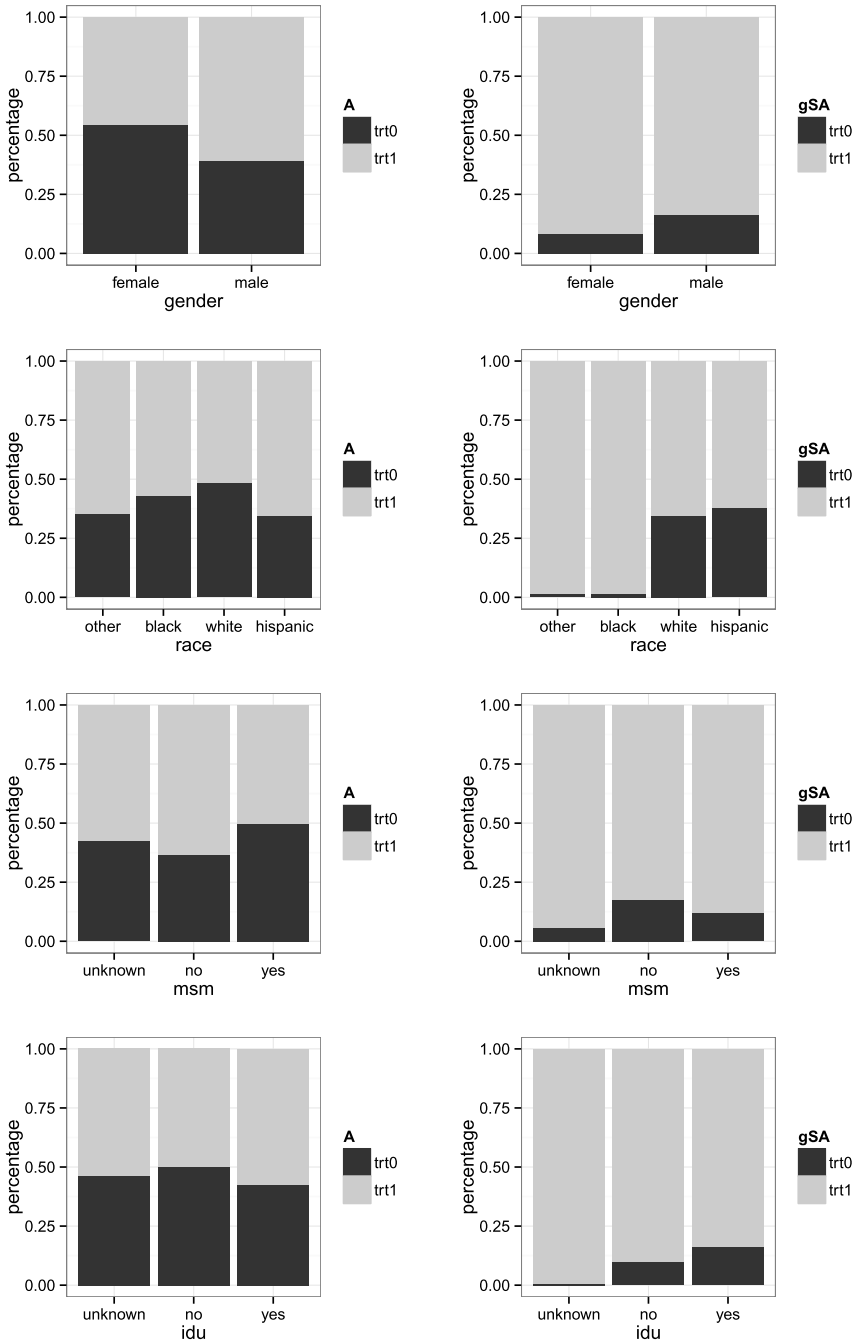 1.00
0.75
0.50
0.25
0.00
percentage
female male
gender
A
trt0
trt1
1.00
0.75
0.50
0.25
0.00
percentage
female male
gender
gSA
trt0
trt1
1.00
0.75
0.50
0.25
0.00
percentage
other black white hispanic
race
A
trt0
trt1
1.00
0.75
0.50
0.25
0.00
percentage
other black white hispanic
race
gSA
trt0
trt1
1.00
0.75
0.50
0.25
0.00
percentage
unknown no yes
msm
A
trt0
trt1
1.00
0.75
0.50
0.25
0.00
percentage
unknown no yes
msm
gSA
trt0
trt1
1.00
0.75
0.50
0.25
0.00
percentage
unknown no yes
idu
A
trt0
trt1
1.00
0.75
0.50
0.25
0.00
percentage
unknown no yes
idu
gSA
trt0
trt1